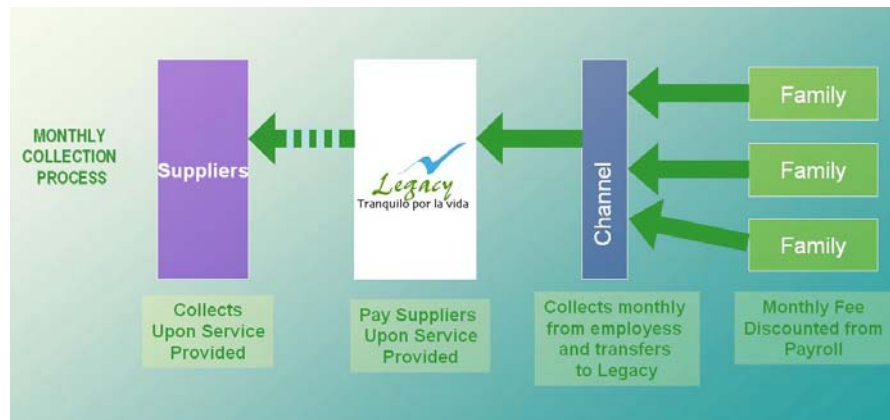 MONTHLY
COLLECTION
PROCESS
Suppliers
Legacy
Tranquilo por la vida
Channel
Family
Family
Family
Collects
Upon Service
Provided
Pay Suppliers
Upon Service
Provided
Collects monthly
from employess
and transfers
to Legacy
Monthly Fee
Discounted from
Payroll